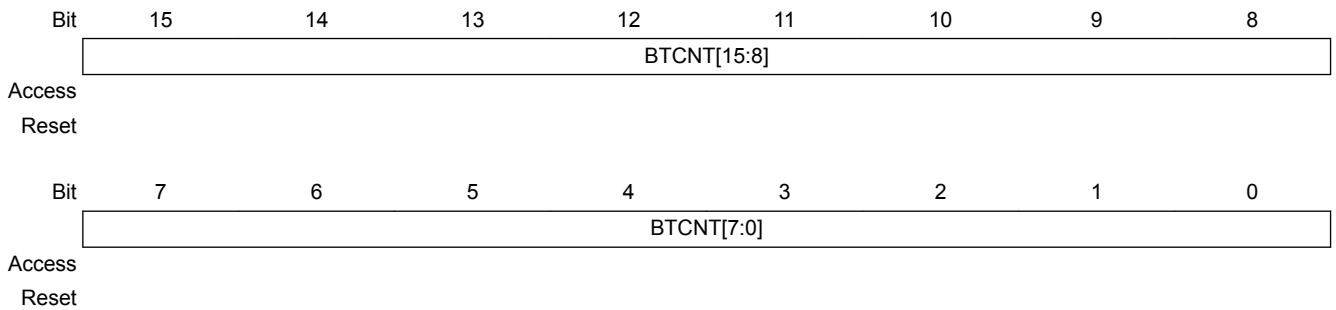 Bit 15 14 13 12 11 10 9 8
BTCNT[15:8]
Access
Reset
Bit 7 6 5 4 3 2 1 0
BTCNT[7:0]
Access
Reset